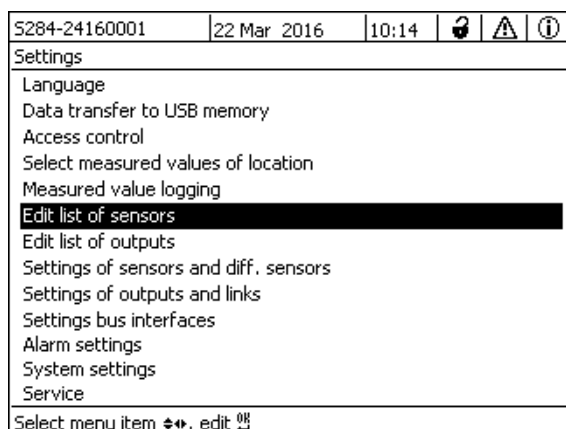 S284-24160001 22 Mar 2016 10:14
Settings
Language
Data transfer to USB memory
Access control
Select measured values of location
Measured value logging
Edit list of sensors
Edit list of outputs
Settings of sensors and diff. sensors
Settings of outputs and links
Settings bus interfaces
Alarm settings
System settings
Service
Select menu item , edit OK